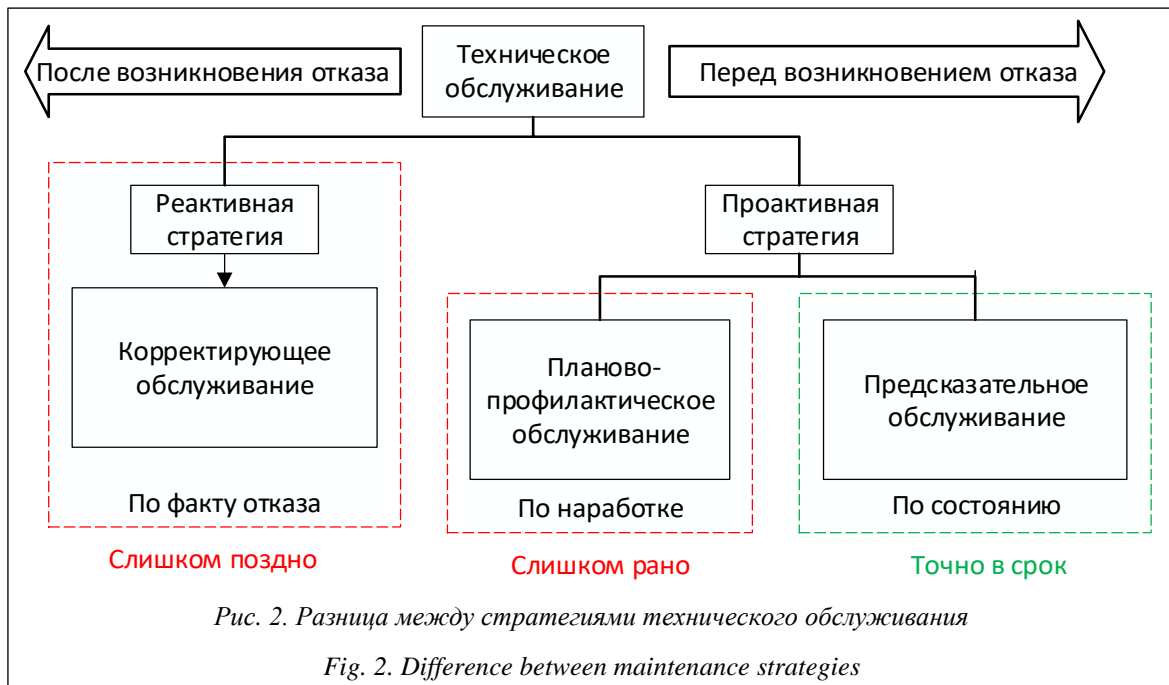 После возникновения отказа
Техническое
обслуживание
Перед возникновением отказа
Реактивная
стратегия
Проактивная
стратегия
Корректирующее
обслуживание
Планово-
профилактическое
обслуживание
Предсказательное
обслуживание
По факту отказа
По наработке
По состоянию
Слишком поздно
Слишком рано
Точно в срок
Рис. 2. Разница между стратегиями технического обслуживания
Fig. 2. Difference between maintenance strategies